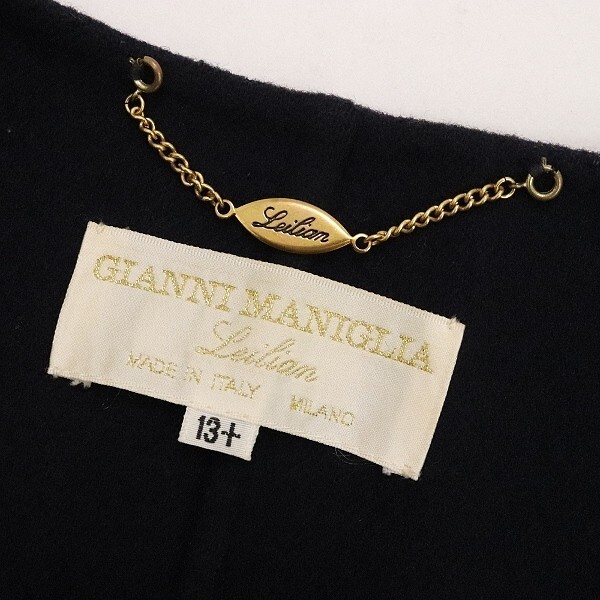 Leilian
GIANNI MANIGLIA
Leilian
MADE IN ITALY MILANO
13+